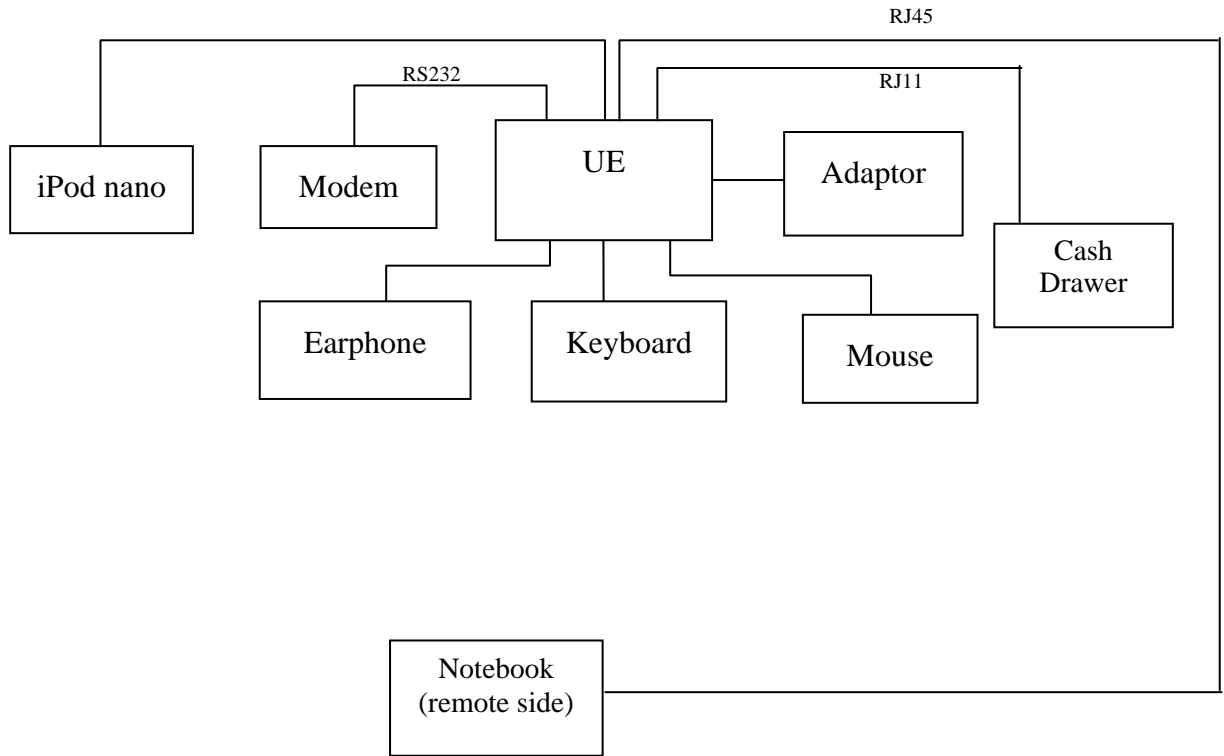 RJ45
RS232
RJ11
UE
iPod nano
Modem
Adaptor
Cash
Drawer
Earphone
Keyboard
Mouse
Notebook
(remote side)